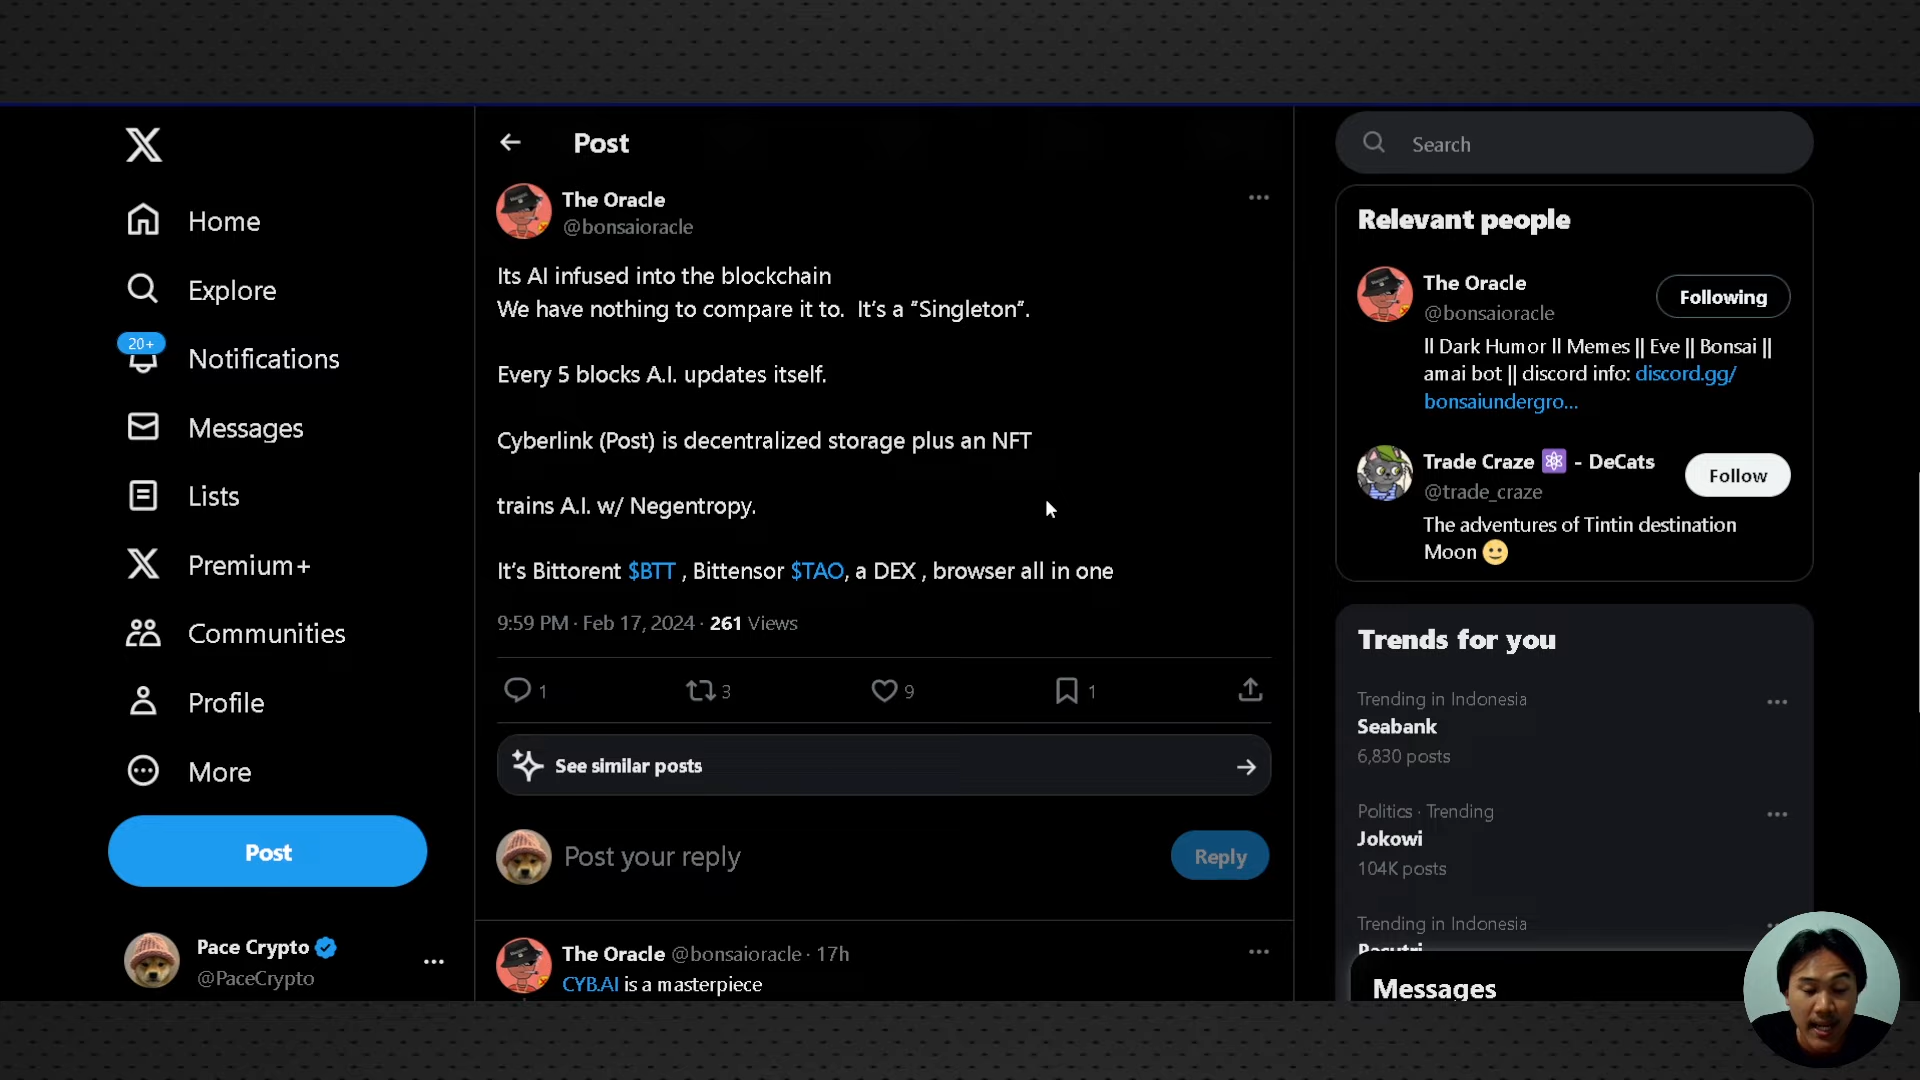 Home
Explore
20+
Notifications
Messages
Lists
Premium+
Communities
Profile
More
Post
Pace Crypto
@PaceCrypto
Post
The Oracle
@bonsaioracle
Its AI infused into the blockchain
We have nothing to compare it to.  It's a "Singleton".
Every 5 blocks A.I. updates itself.
Cyberlink (Post) is decentralized storage plus an NFT
trains A.I. w/ Negentropy.
It's Bittorent $BTT , Bittensor $TAO, a DEX , browser all in one
9:59 PM · Feb 17, 2024 · 261 Views
1
3
9
1
See similar posts
Post your reply
Reply
The Oracle @bonsaioracle · 17h
CYB.AI is a masterpiece
Search
Relevant people
The Oracle
@bonsaioracle
Following
ll Dark Humor ll Memes || Eve || Bonsai ||
amai bot || discord info: discord.gg/
bonsaiundergro...
Trade Craze ⚛️ - DeCats
@trade_craze
Follow
The adventures of Tintin destination
Moon 🙂
Trends for you
Trending in Indonesia
Seabank
6,830 posts
Politics · Trending
Jokowi
104K posts
Trending in Indonesia
Messages